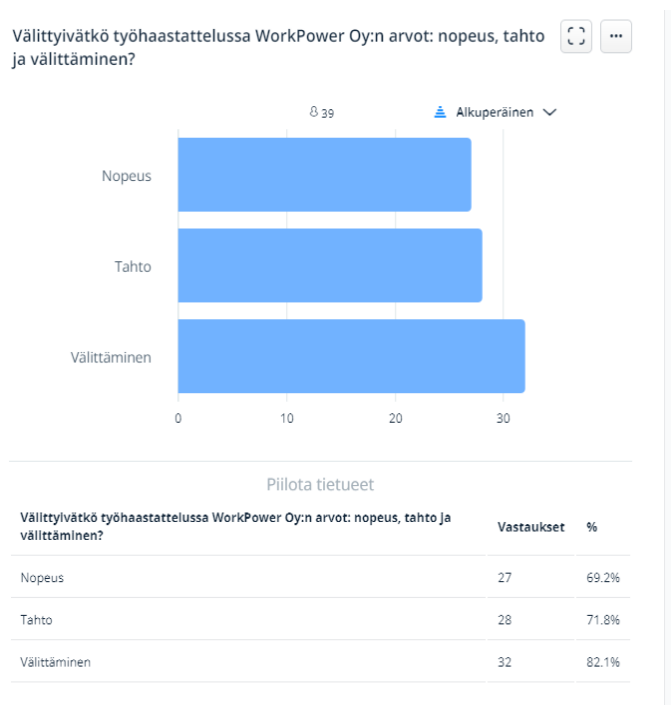 Välittyivätkö työhaastattelussa WorkPower Oy:n arvot: nopeus, tahto
ja välittäminen?
39
Alkuperäinen
Nopeus
Tahto
Välittäminen
0 10 20 30
Piilota tietueet
Välittyivätkö työhaastattelussa WorkPower Oy:n arvot: nopeus, tahto ja
välittäminen?
Vastaukset %
Nopeus 27 69.2%
Tahto 28 71.8%
Välittäminen 32 82.1%